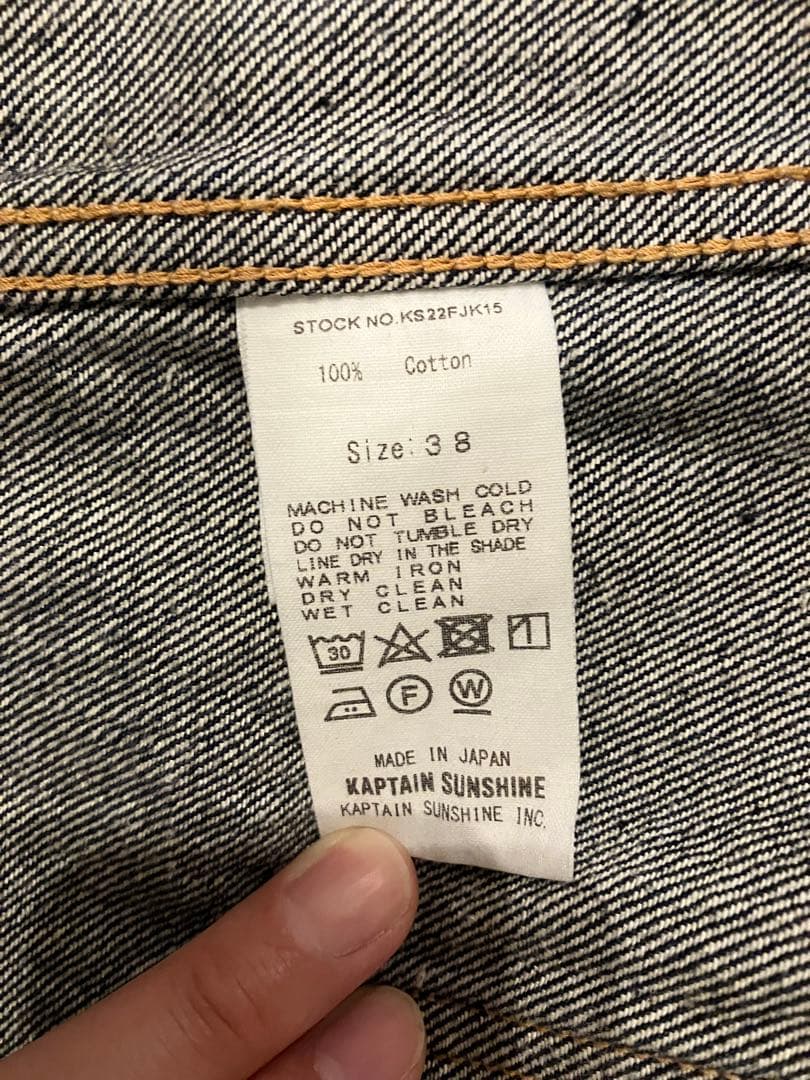 STOCK NO.KS22FJK15
100% Cotton
Size:38
MACHINE WASH COLD
DO NOT BLEACH
DO NOT TUMBLE DRY
LINE DRY IN THE SHADE
WARM IRON
DRY CLEAN
WET CLEAN
30
F W
MADE IN JAPAN
KAPTAIN SUNSHINE
KAPTAIN SUNSHINE INC.